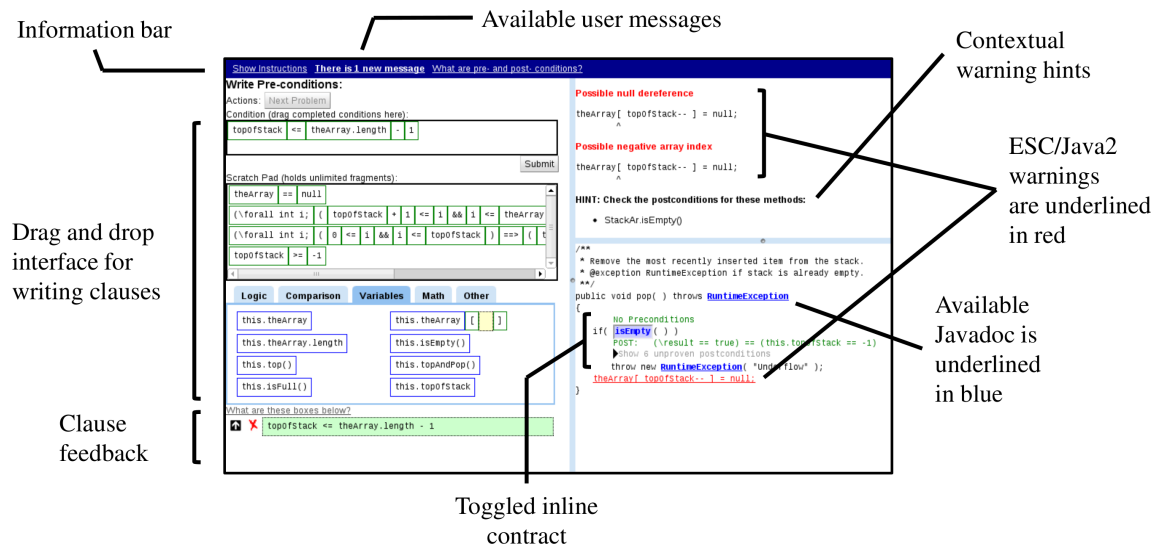 Information bar
Available user messages
Contextual
warning hints
ESC/Java2
warnings
are underlined
in red
Available
Javadoc is
underlined
in blue
Drag and drop
interface for
writing clauses
Clause
feedback
Toggled inline
contract
Show Instructions There is 1 new message What are pre- and post- conditions?
Write Pre-conditions:
Actions: Next Problem
Condition (drag completed conditions here):
topOfStack <= theArray.length - 1
Submit
Scratch Pad (holds unlimited fragments):
theArray == null
(\forall int i; ( topOfStack + 1 <= i && i <= theArray
(\forall int i; ( 0 <= i && i <= topOfStack ) ==> ( t
topOfStack >= -1
Logic Comparison Variables Math Other
this.theArray this.theArray [ ]
this.theArray.length this.isEmpty()
this.top() this.topAndPop()
this.isFull() this.topOfStack
What are these boxes below?
topOfStack <= theArray.length - 1
Possible null dereference
theArray[ topOfStack-- ] = null;
^
Possible negative array index
theArray[ topOfStack-- ] = null;
^
HINT: Check the postconditions for these methods:
• StackAr.isEmpty()
/**
* Remove the most recently inserted item from the stack.
* @exception RuntimeException if stack is already empty.
**/
public void pop( ) throws RuntimeException
{
No Preconditions
if( isEmpty( ) )
POST: (\result == true) == (this.topOfStack == -1)
Show 6 unproven postconditions
throw new RuntimeException( "Underflow" );
theArray[ topOfStack-- ] = null;
}